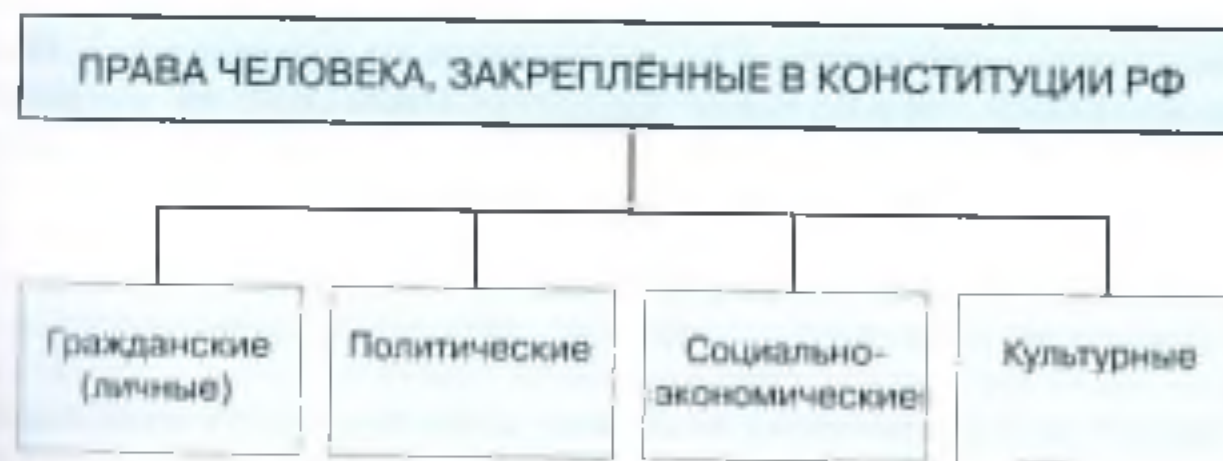 ПРАВА ЧЕЛОВЕКА, ЗАКРЕПЛЁННЫЕ В КОНСТИТУЦИИ РФ
Гражданские
(личные)
Политические
Социально-
экономические
Культурные